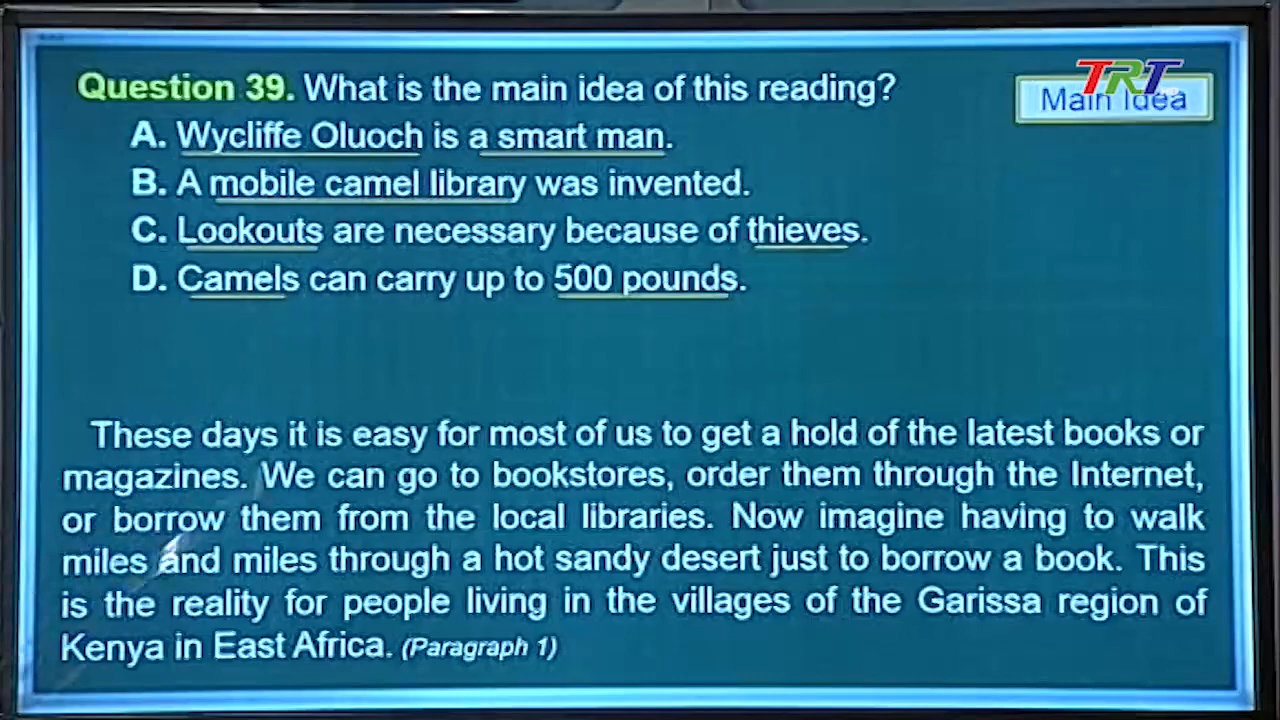 Question 39. What is the main idea of this reading?
TRT
Main Idea
A. Wycliffe Oluoch is a smart man.
B. A mobile camel library was invented.
C. Lookouts are necessary because of thieves.
D. Camels can carry up to 500 pounds.
These days it is easy for most of us to get a hold of the latest books or
magazines. We can go to bookstores, order them through the Internet,
or borrow them from the local libraries. Now imagine having to walk
miles and miles through a hot sandy desert just to borrow a book. This
is the reality for people living in the villages of the Garissa region of
Kenya in East Africa. (Paragraph 1)